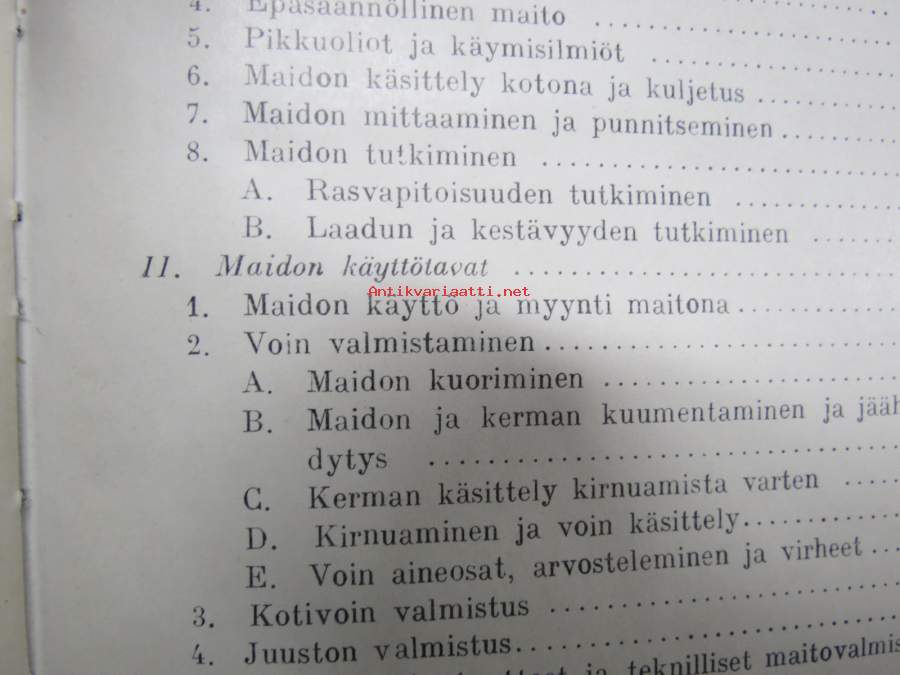 4. Epäsäännöllinen maito ....................
5. Pikkuoliot ja käymisilmiöt ................
6. Maidon käsittely kotona ja kuljetus ..........
7. Maidon mittaaminen ja punnitseminen ........
8. Maidon tutkiminen ........................
A. Rasvapitoisuuden tutkiminen ............
B. Laadun ja kestävyyden tutkiminen ......
II. Maidon käyttötavat ........................
Antikvariaatti.net
1. Maidon käyttö ja myynti maitona ............
2. Voin valmistaminen ........................
A. Maidon kuoriminen ....................
B. Maidon ja kerman kuumentaminen ja jääh
dytys ................................
C. Kerman käsittely kirnuamista varten .....
D. Kirnuaminen ja voin käsittely ............
E. Voin aineosat, arvosteleminen ja virheet ...
3. Kotivoin valmistus ........................
4. Juuston valmistus ........................
ja teknilliset maitovalmis